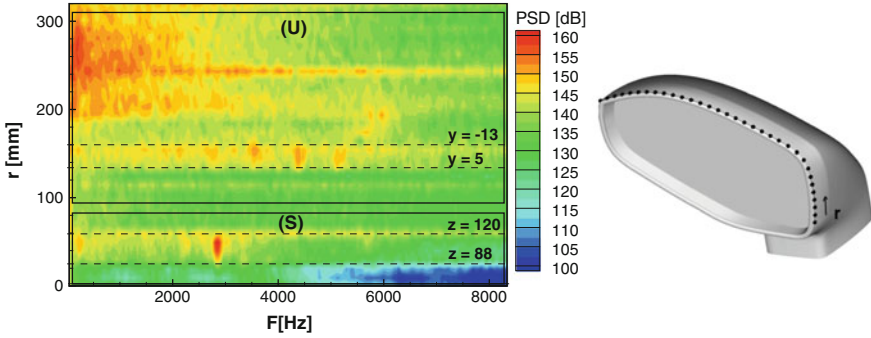 PSD [dB]
300
200
100
0
r [mm]
(U)
y = -13
y = 5
(S)
z = 120
z = 88
2000
4000
6000
8000
F[Hz]
160
155
150
145
140
135
130
125
120
115
110
105
100
r